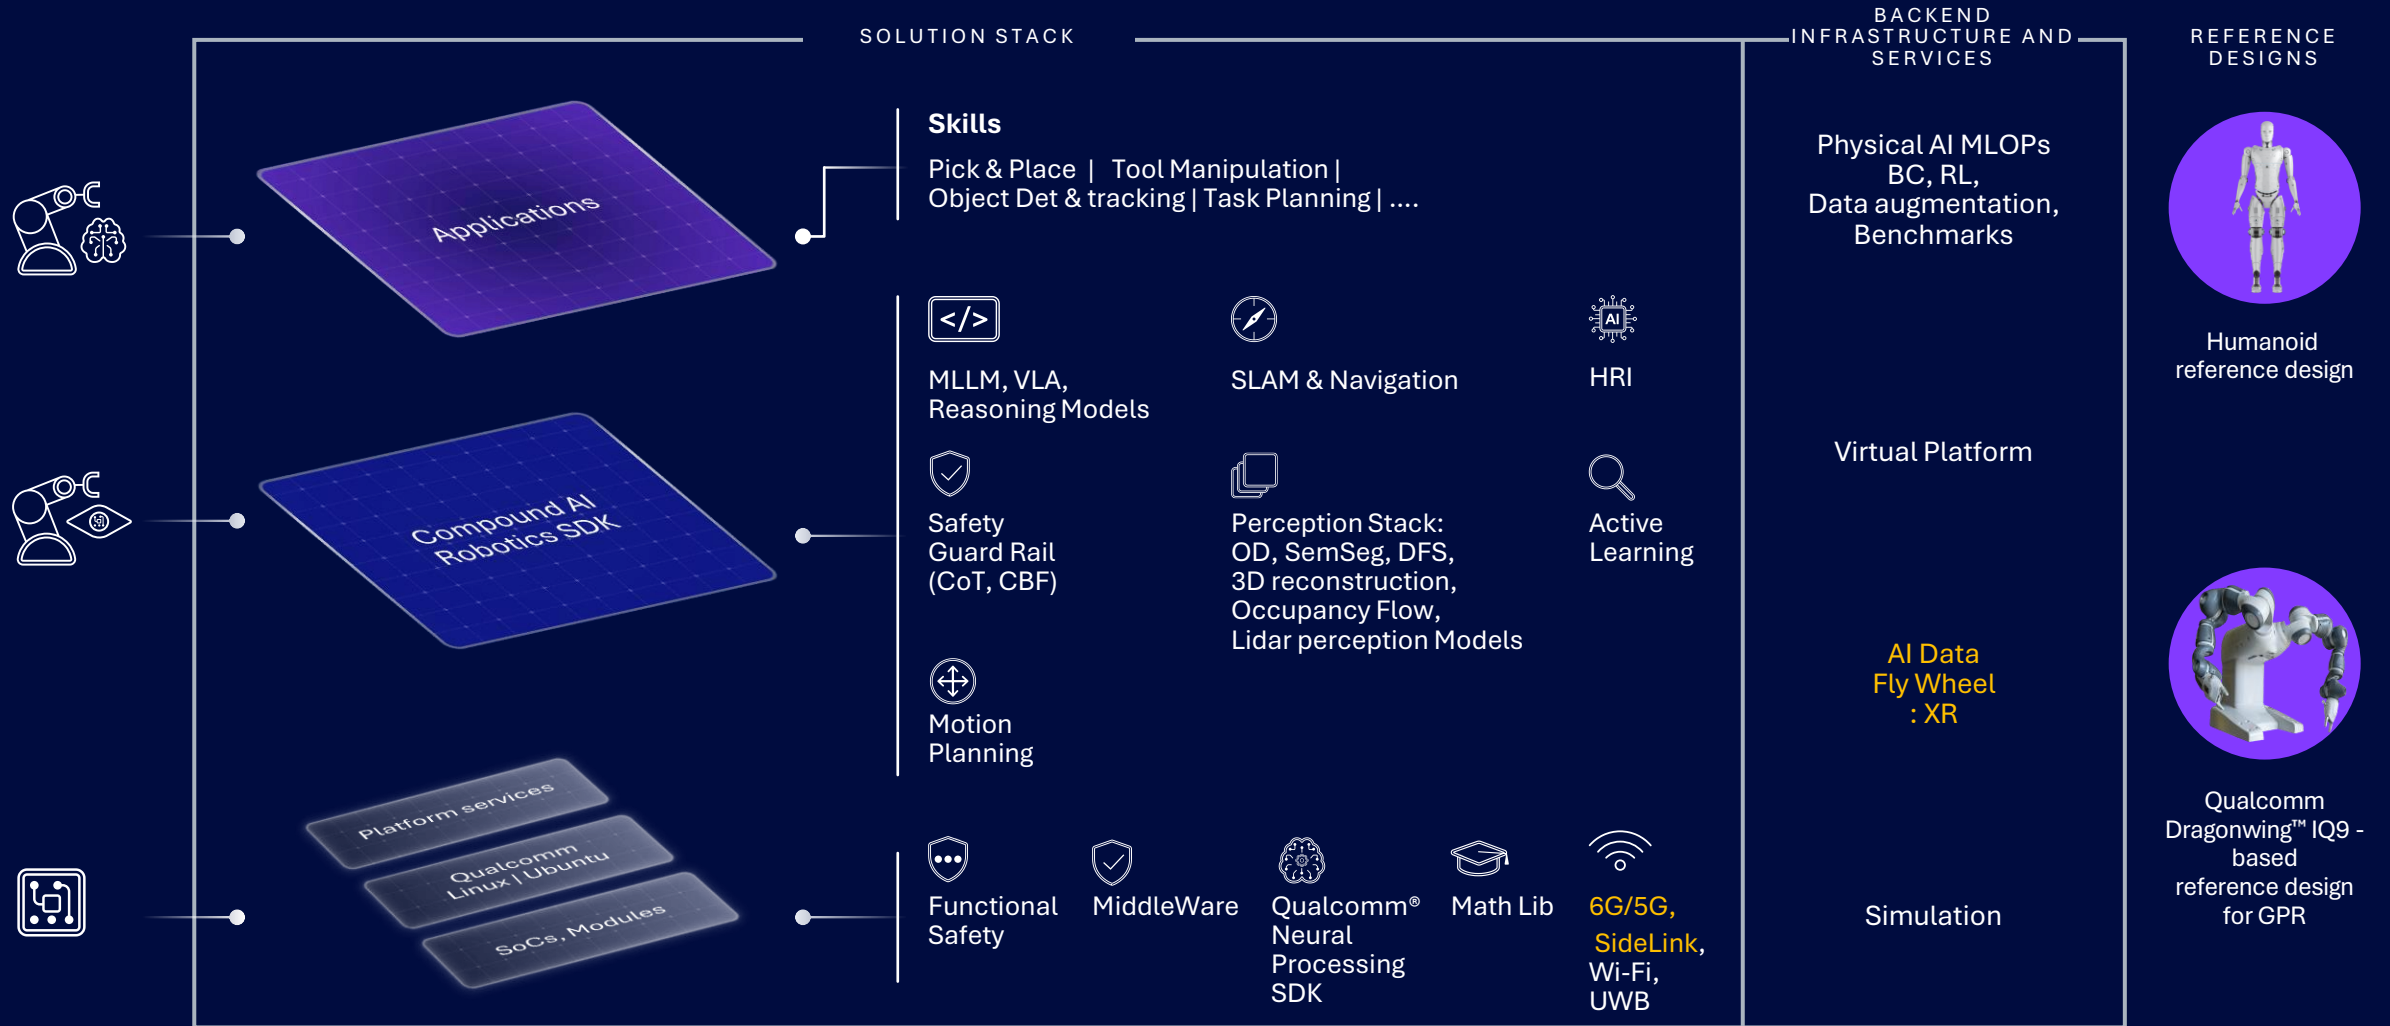 SOLUTION STACK
BACKEND
INFRASTRUCTURE AND
SERVICES
REFERENCE
DESIGNS
Applications
Skills
Pick & Place | Tool Manipulation |
Object Det & tracking | Task Planning | ....
Physical AI MLOPs
BC, RL,
Data augmentation,
Benchmarks
Humanoid
reference design
Compound AI
Robotics SDK
</>
AI
MLLM, VLA,
Reasoning Models
SLAM & Navigation
HRI
Safety
Guard Rail
(CoT, CBF)
Perception Stack:
OD, SemSeg, DFS,
3D reconstruction,
Occupancy Flow,
Lidar perception Models
Active
Learning
Motion
Planning
Virtual Platform
AI Data
Fly Wheel
: XR
Platform services
Qualcomm
Linux | Ubuntu
SoCs, Modules
Functional
Safety
MiddleWare
Qualcomm®
Neural
Processing
SDK
Math Lib
6G/5G,
SideLink,
Wi-Fi,
UWB
Simulation
Qualcomm
Dragonwing™ IQ9 -
based
reference design
for GPR